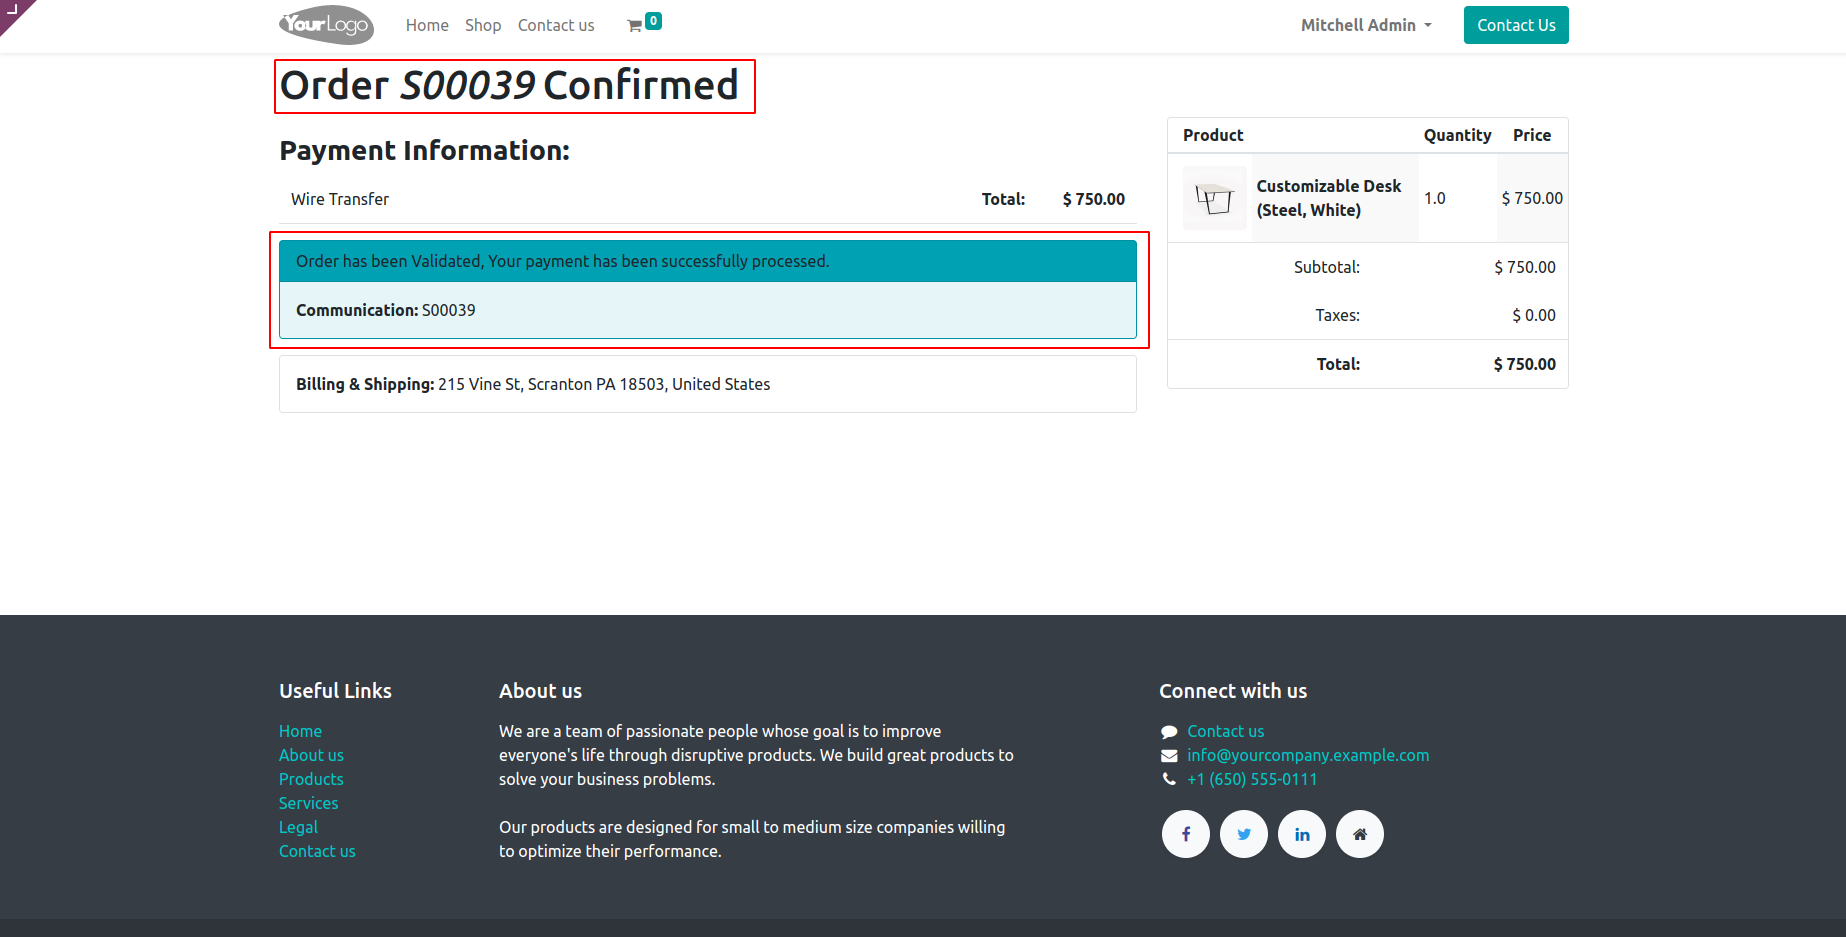 YourLogo
Home Shop Contact us 0
Mitchell Admin
Contact Us
Order S00039 Confirmed
Payment Information:
Wire Transfer Total: $ 750.00
Order has been Validated, Your payment has been successfully processed.
Communication: S00039
Billing & Shipping: 215 Vine St, Scranton PA 18503, United States
Product Quantity Price
Customizable Desk
(Steel, White)
1.0 $ 750.00
Subtotal: $ 750.00
Taxes: $ 0.00
Total: $ 750.00
Useful Links
Home
About us
Products
Services
Legal
Contact us
About us
We are a team of passionate people whose goal is to improve
everyone's life through disruptive products. We build great products to
solve your business problems.
Our products are designed for small to medium size companies willing
to optimize their performance.
Connect with us
Contact us
info@yourcompany.example.com
+1 (650) 555-0111